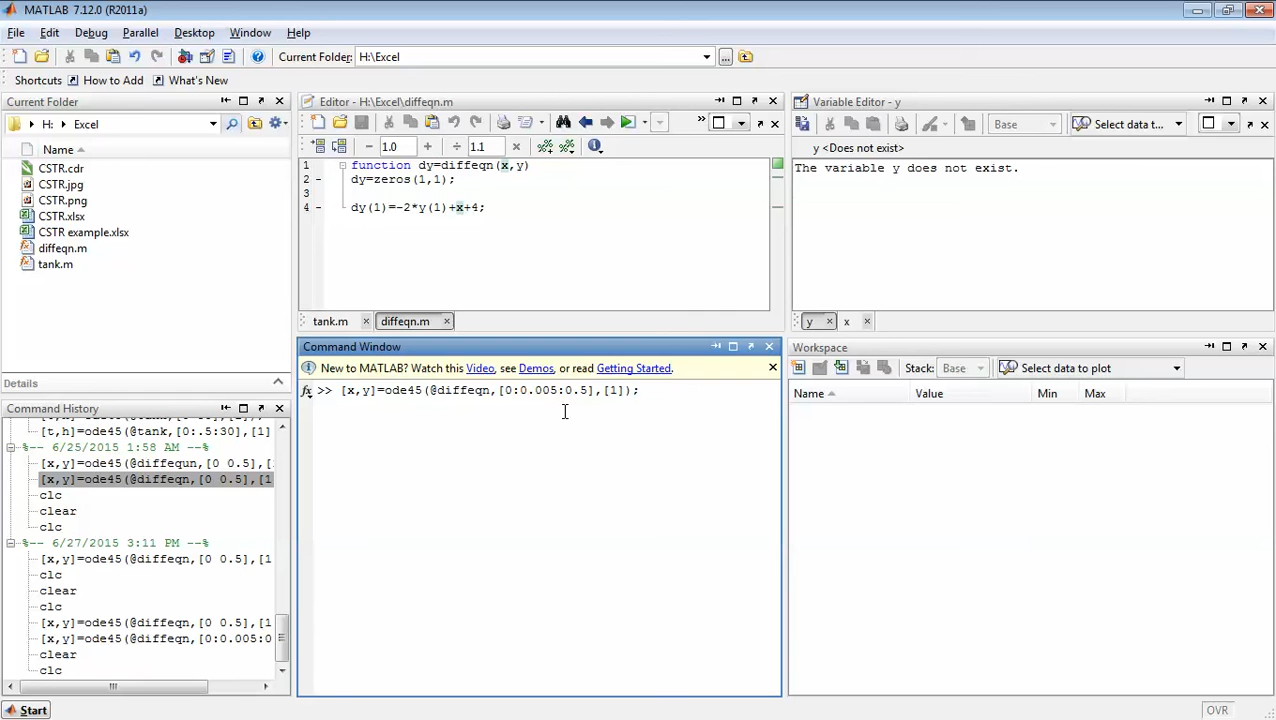 MATLAB 7.12.0 (R2011a)
File Edit Debug Parallel Desktop Window Help
Current Folder: H:\Excel
Shortcuts How to Add What's New
Current Folder
H: Excel
Name
CSTR.cdr
CSTR.jpg
CSTR.png
CSTR.xlsx
CSTR example.xlsx
diffeqn.m
tank.m
Details
Command History
[t,h]=ode45(@tank,[0:.5:30],[1]
%-- 6/25/2015 1:58 AM --%
[x,y]=ode45(@diffequn,[0 0.5],[
[x,y]=ode45(@diffeqn,[0 0.5],[1
clc
clear
clc
%-- 6/27/2015 3:11 PM --%
[x,y]=ode45(@diffeqn,[0 0.5],[1
clc
clear
clc
[x,y]=ode45(@diffeqn,[0 0.5],[1
[x,y]=ode45(@diffeqn,[0:0.005:0
clear
clc
Editor - H:\Excel\diffeqn.m
1.0 1.1
1 function dy=diffeqn(x,y)
2 dy=zeros(1,1);
3
4 dy(1)=-2*y(1)+x+4;
tank.m diffeqn.m
Command Window
New to MATLAB? Watch this Video, see Demos, or read Getting Started.
fx >> [x,y]=ode45(@diffeqn,[0:0.005:0.5],[1]);
Variable Editor - y
Base Select data t...
y <Does not exist>
The variable y does not exist.
y x
Workspace
Stack: Base Select data to plot
Name Value Min Max
Start
OVR